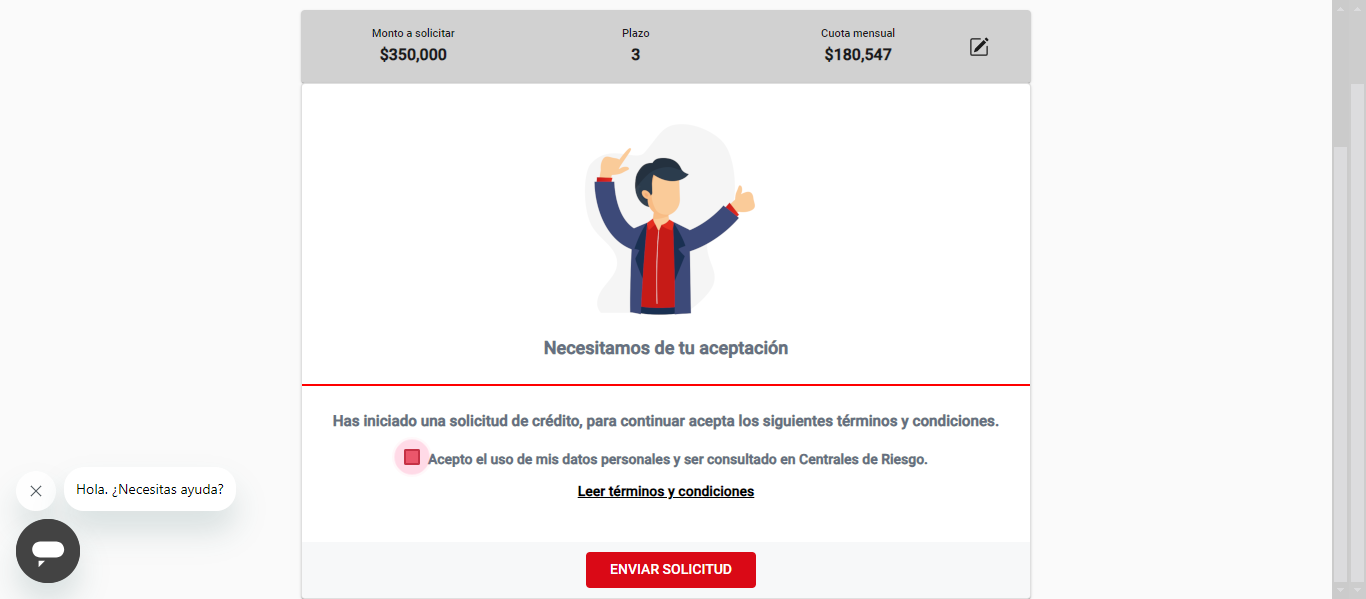 Monto a solicitar
$350,000
Plazo
3
Cuota mensual
$180,547
Necesitamos de tu aceptación
Has iniciado una solicitud de crédito, para continuar acepta los siguientes términos y condiciones.
Acepto el uso de mis datos personales y ser consultado en Centrales de Riesgo.
Leer términos y condiciones
Hola. ¿Necesitas ayuda?
ENVIAR SOLICITUD